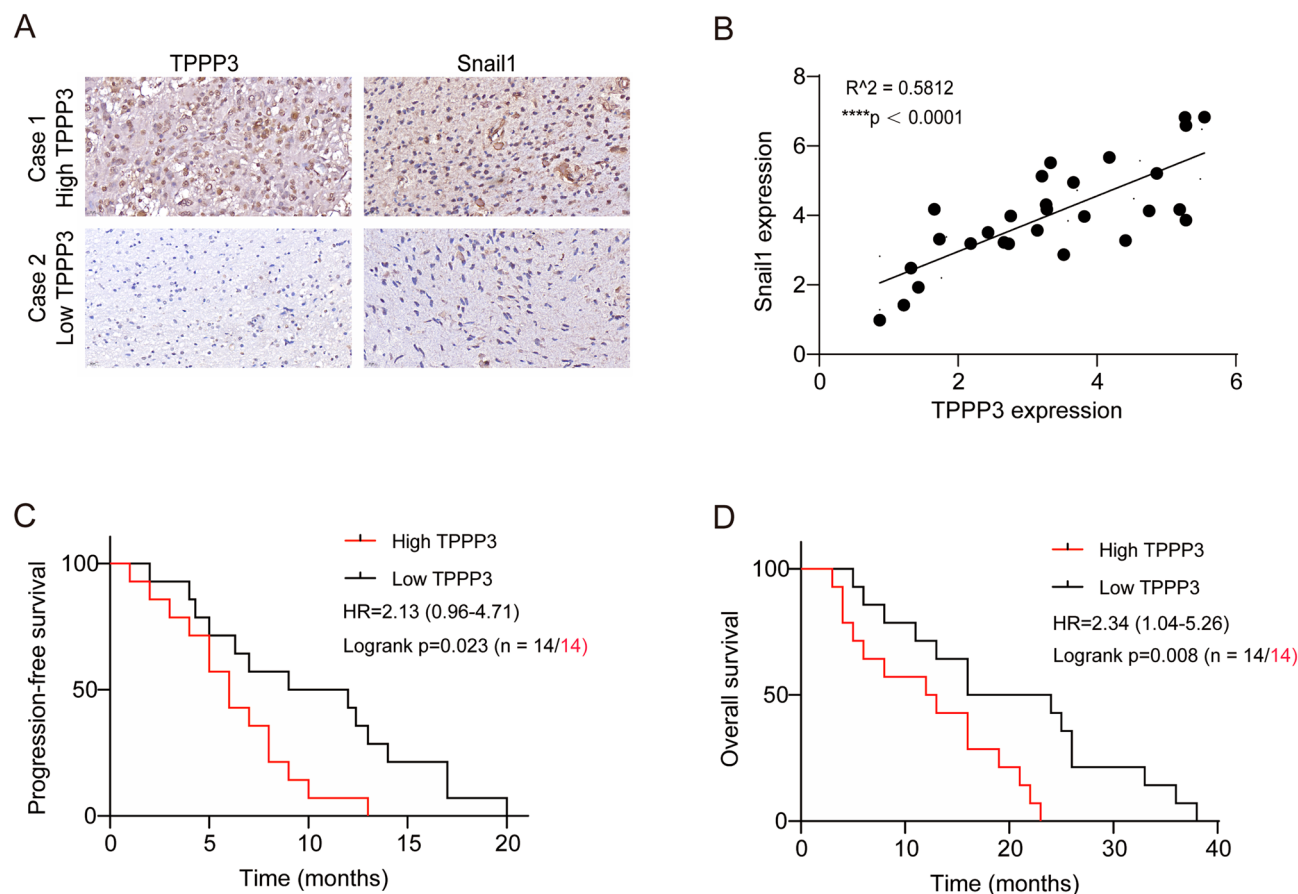 A
TPPP3
Snail1
Case 1
High TPPP3
Case 2
Low TPPP3
B
R^2 = 0.5812
****p < 0.0001
8
6
4
2
0
0
2
4
6
Snail1 expression
TPPP3 expression
C
High TPPP3
Low TPPP3
HR=2.13 (0.96-4.71)
Logrank p=0.023 (n = 14/14)
100
50
0
0
5
10
15
20
Progression-free survival
Time (months)
D
High TPPP3
Low TPPP3
HR=2.34 (1.04-5.26)
Logrank p=0.008 (n = 14/14)
100
50
0
0
10
20
30
40
Overall survival
Time (months)